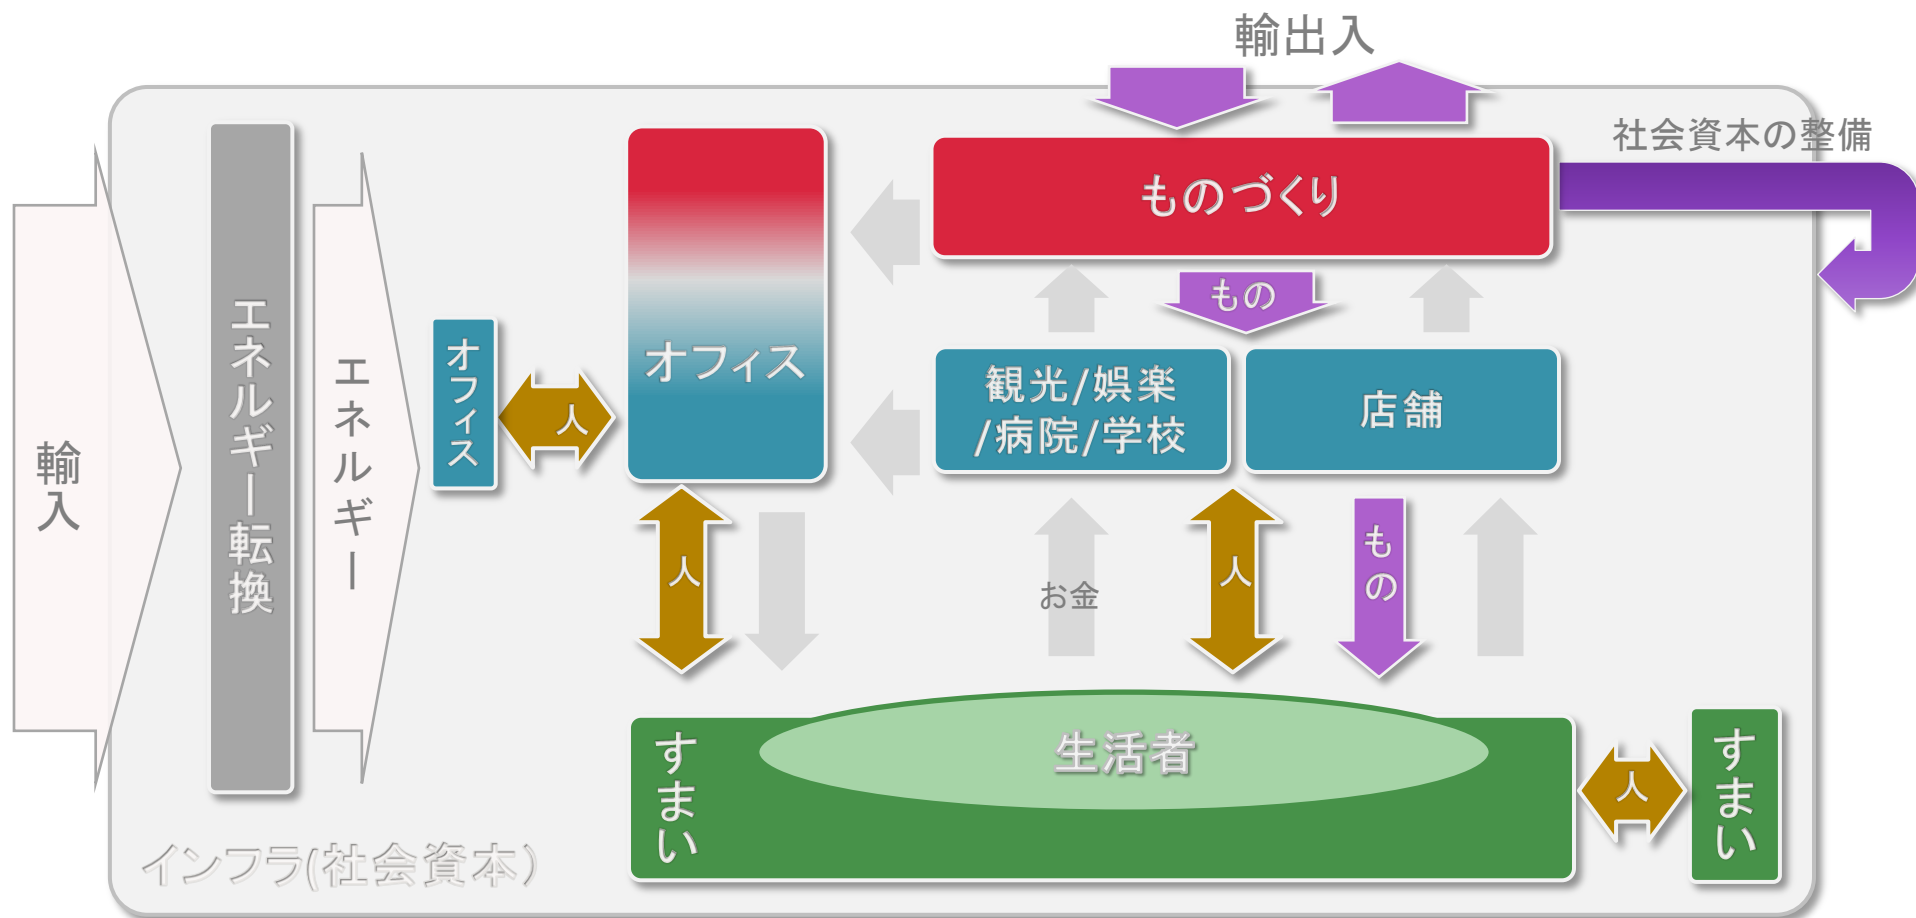 輸出入
社会資本の整備
ものづくり
もの
エネルギー転換
エネルギー
輸入
オフィス
人
オフィス
観光/娯楽
/病院/学校
店舗
人
お金
人
もの
生活者
すまい
人
すまい
インフラ(社会資本）